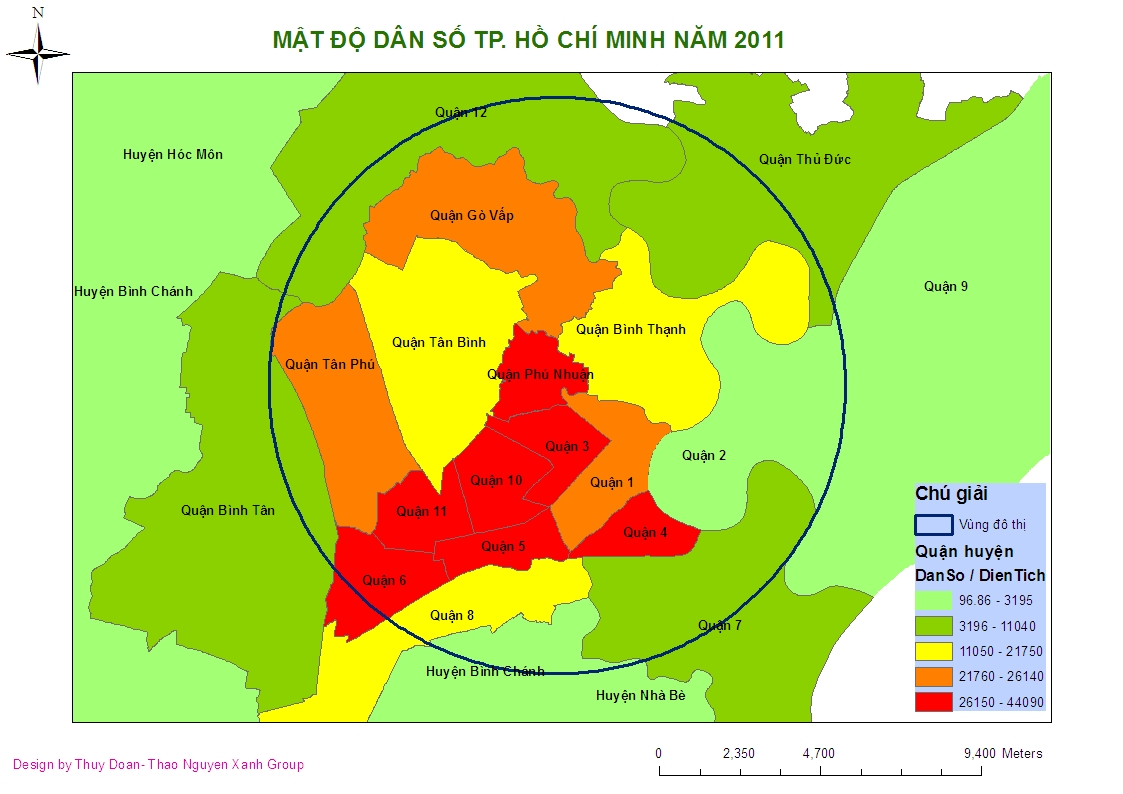 N
MẬT ĐỘ DÂN SỐ TP. HỒ CHÍ MINH NĂM 2011
Quận 12
Huyện Hóc Môn
Quận Thủ Đức
Quận Gò Vấp
Huyện Bình Chánh
Quận 9
Quận Bình Thạnh
Quận Tân Bình
Quận Tân Phú
Quận Phú Nhuận
Quận 3
Quận 2
Quận 10
Quận 1
Quận Bình Tân
Quận 11
Quận 4
Quận 5
Quận 6
Quận 8
Quận 7
Huyện Bình Chánh
Huyện Nhà Bè
Chú giải
Vùng đô thị
Quận huyện
DanSo / DienTich
96.86 - 3195
3196 - 11040
11050 - 21750
21760 - 26140
26150 - 44090
Design by Thuy Doan- Thao Nguyen Xanh Group
0 2,350 4,700 9,400 Meters